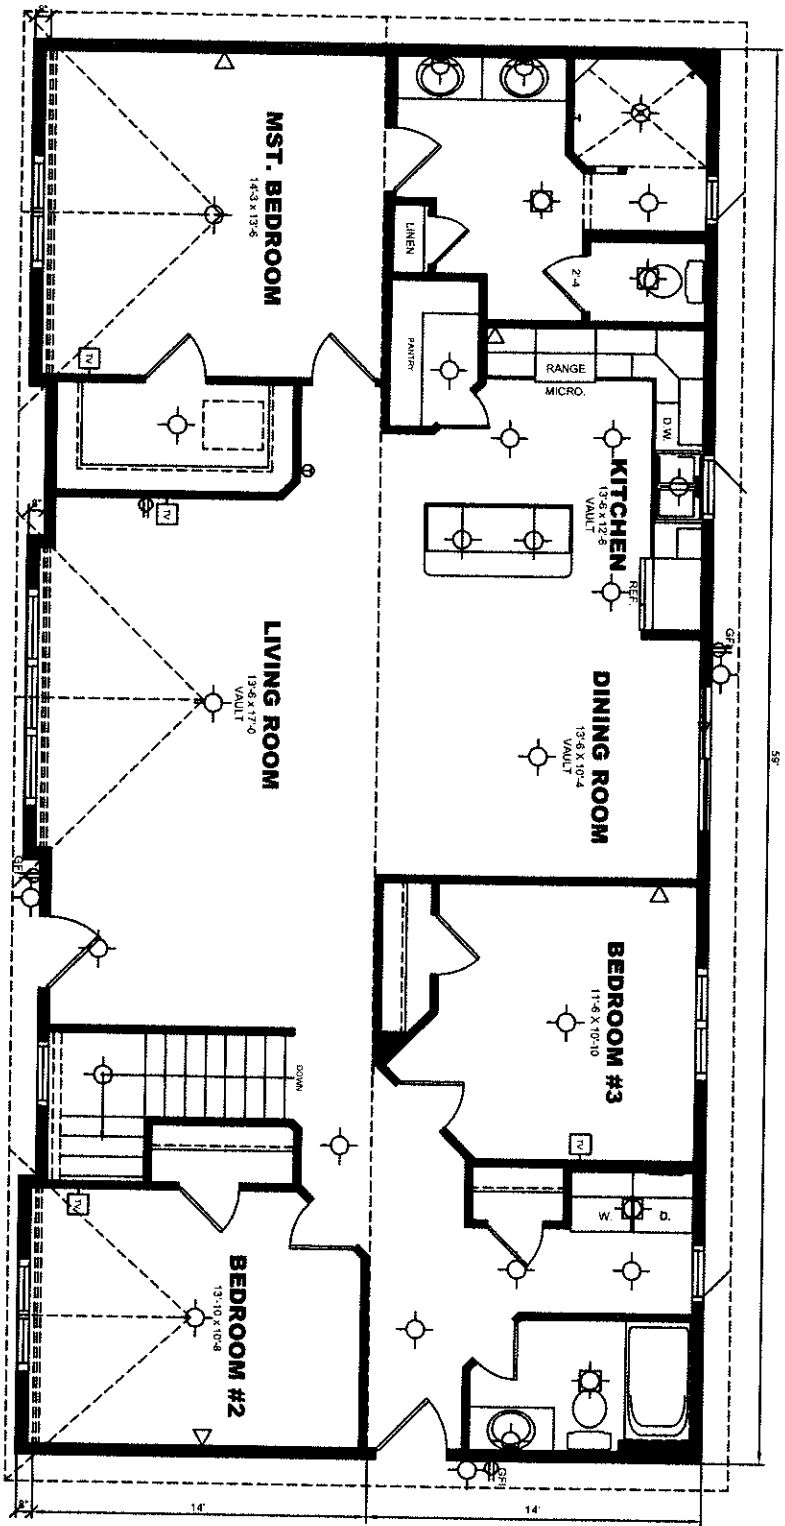 MST. BEDROOM
14'-3 x 13'-6
TV
LINEN
2'-4
PANTRY
RANGE
MICRO.
D.W.
KITCHEN
13'-6 x 12'-6
VAULT
REF.
GFI
TV
LIVING ROOM
13'-6 x 17'-0
VAULT
DINING ROOM
13'-6 X 10'-4
VAULT
59'
GFI
BEDROOM #3
11'-6 X 10'-10
TV
DOWN
W.
D.
TV
BEDROOM #2
13'-10 x 10'-8
GFI
8"
14'
14'